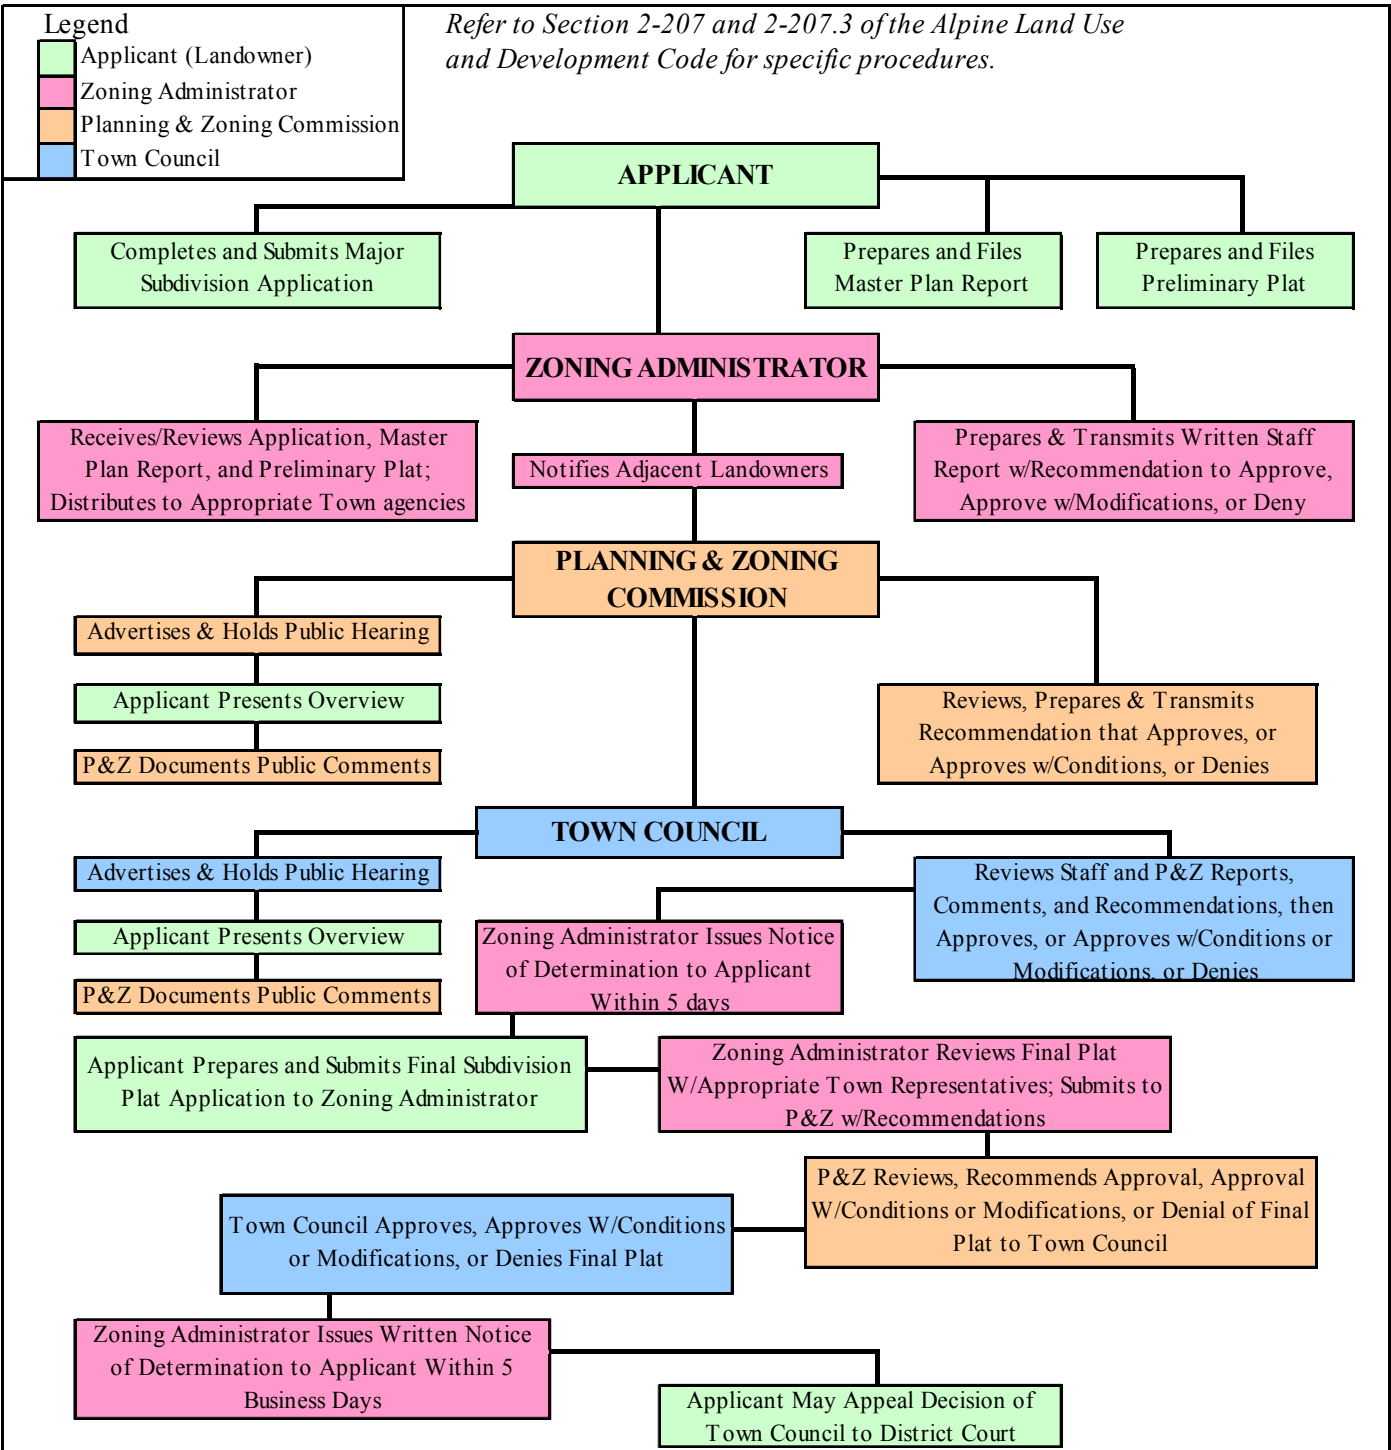 Legend
Applicant (Landowner)
Zoning Administrator
Planning & Zoning Commission
Town Council
Refer to Section 2-207 and 2-207.3 of the Alpine Land Use
and Development Code for specific procedures.
APPLICANT
Completes and Submits Major
Subdivision Application
Prepares and Files
Master Plan Report
Prepares and Files
Preliminary Plat
ZONING ADMINISTRATOR
Receives/Reviews Application, Master
Plan Report, and Preliminary Plat;
Distributes to Appropriate Town agencies
Notifies Adjacent Landowners
Prepares & Transmits Written Staff
Report w/Recommendation to Approve,
Approve w/Modifications, or Deny
PLANNING & ZONING
COMMISSION
Advertises & Holds Public Hearing
Applicant Presents Overview
P&Z Documents Public Comments
Reviews, Prepares & Transmits
Recommendation that Approves, or
Approves w/Conditions, or Denies
TOWN COUNCIL
Advertises & Holds Public Hearing
Applicant Presents Overview
P&Z Documents Public Comments
Reviews Staff and P&Z Reports,
Comments, and Recommendations, then
Approves, or Approves w/Conditions or
Modifications, or Denies
Zoning Administrator Issues Notice
of Determination to Applicant
Within 5 days
Applicant Prepares and Submits Final Subdivision
Plat Application to Zoning Administrator
Zoning Administrator Reviews Final Plat
W/Appropriate Town Representatives; Submits to
P&Z w/Recommendations
P&Z Reviews, Recommends Approval, Approval
W/Conditions or Modifications, or Denial of Final
Plat to Town Council
Town Council Approves, Approves W/Conditions
or Modifications, or Denies Final Plat
Zoning Administrator Issues Written Notice
of Determination to Applicant Within 5
Business Days
Applicant May Appeal Decision of
Town Council to District Court